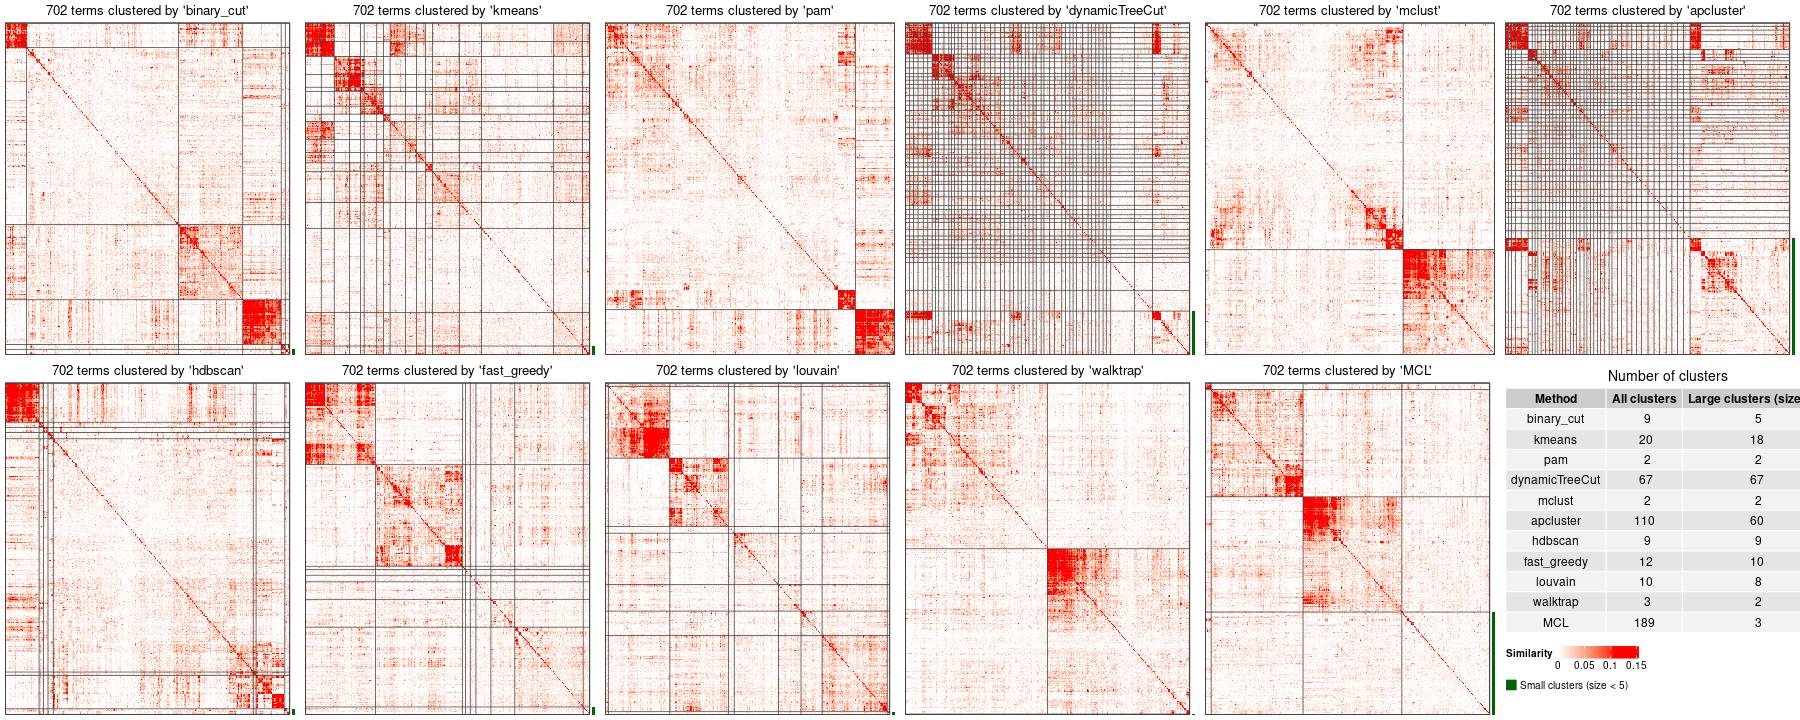 702 terms clustered by 'binary_cut'
702 terms clustered by 'kmeans'
702 terms clustered by 'pam'
702 terms clustered by 'dynamicTreeCut'
702 terms clustered by 'mclust'
702 terms clustered by 'apcluster'
702 terms clustered by 'hdbscan'
702 terms clustered by 'fast_greedy'
702 terms clustered by 'louvain'
702 terms clustered by 'walktrap'
702 terms clustered by 'MCL'
Number of clusters
Method All clusters Large clusters (size
binary_cut 9 5
kmeans 20 18
pam 2 2
dynamicTreeCut 67 67
mclust 2 2
apcluster 110 60
hdbscan 9 9
fast_greedy 12 10
louvain 10 8
walktrap 3 2
MCL 189 3
Similarity
0 0.05 0.1 0.15
Small clusters (size < 5)